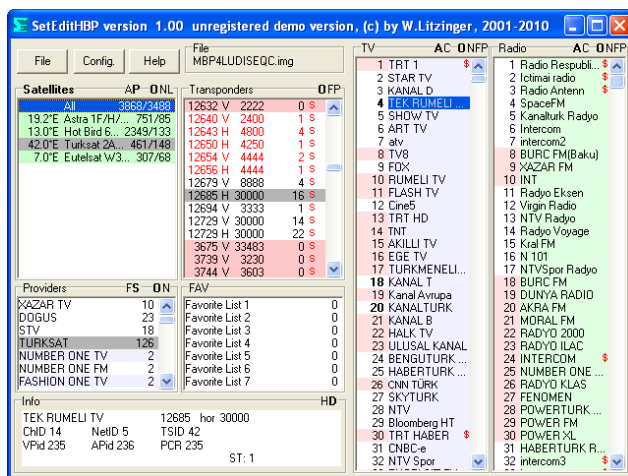 SetEditHBP version 1.00 unregistered demo version, (c) by W.Litzinger, 2001-2010
File Config. Help
File
MBP4LUDISEQC.img
Satellites AP ONL
All 3868/3488
19.2°E Astra 1F/H/... 751/85
13.0°E Hot Bird 6... 2349/133
42.0°E Turksat 2A... 461/148
7.0°E Eutelsat W3... 307/68
Transponders OFP
12632 V 2222 0 S
12640 V 2400 1 S
12643 H 4800 4 S
12650 H 4250 1 S
12654 V 4444 2 S
12656 H 4444 1 S
12679 V 8888 4 S
12685 H 30000 16 S
12694 V 3333 1 S
12729 V 30000 14 S
12729 H 30000 22 S
3675 V 33483 0 S
3739 V 3230 0 S
3744 V 3603 0 S
Providers FS ON
XAZAR TV 10
DOGUS 23
STV 18
TURKSAT 126
NUMBER ONE TV 2
NUMBER ONE FM 2
FASHION ONE TV 2
FAV
Favorite List 1 0
Favorite List 2 0
Favorite List 3 0
Favorite List 4 0
Favorite List 5 0
Favorite List 6 0
Favorite List 7 0
Info HD
TEK RUMELI TV 12685 hor 30000
ChID 14 NetID 5 TSID 42
VPid 235 APid 236 PCR 235
ST: 1
TV AC ONFP
1 TRT 1 $
2 STAR TV
3 KANAL D
4 TEK RUMELI ...
5 SHOW TV
6 ART TV
7 atv
8 TV8
9 FOX
10 RUMELI TV
11 FLASH TV
12 Cine5
13 TRT HD
14 TNT
15 AKILLI TV
16 EGE TV
17 TURKMENELI...
18 KANAL T
19 Kanal Avrupa
20 KANALTURK
21 KANAL B
22 HALK TV
23 ULUSAL KANAL
24 BENGUTURK ...
25 HABERTURK ...
26 CNN TÜRK
27 SKYTURK
28 NTV
29 Bloomberg HT
30 TRT HABER $
31 CNBC-e
32 NTV Spor
Radio AC ONFP
1 Radio Respubli... $
2 Ictimai radio $
3 Radio Antenn $
4 SpaceFM
5 Kanalturk Radyo
6 Intercom
7 intercom2
8 BURC FM(Baku)
9 XAZAR FM
10 INT
11 Radyo Eksen
12 Virgin Radio
13 NTV Radyo
14 Radyo Voyage
15 Kral FM
16 N 101
17 NTVSpor Radyo
18 BURC FM
19 DUNYA RADIO
20 AKRA FM
21 MORAL FM
22 RADYO 2000
23 RADYO ILAC
24 INTERCOM $
25 NUMBER ONE ...
26 RADYO KLAS
27 FENOMEN
28 POWERTURK ...
29 POWER FM
30 POWER XL
31 HABERTURK R...
32 intercom3 $